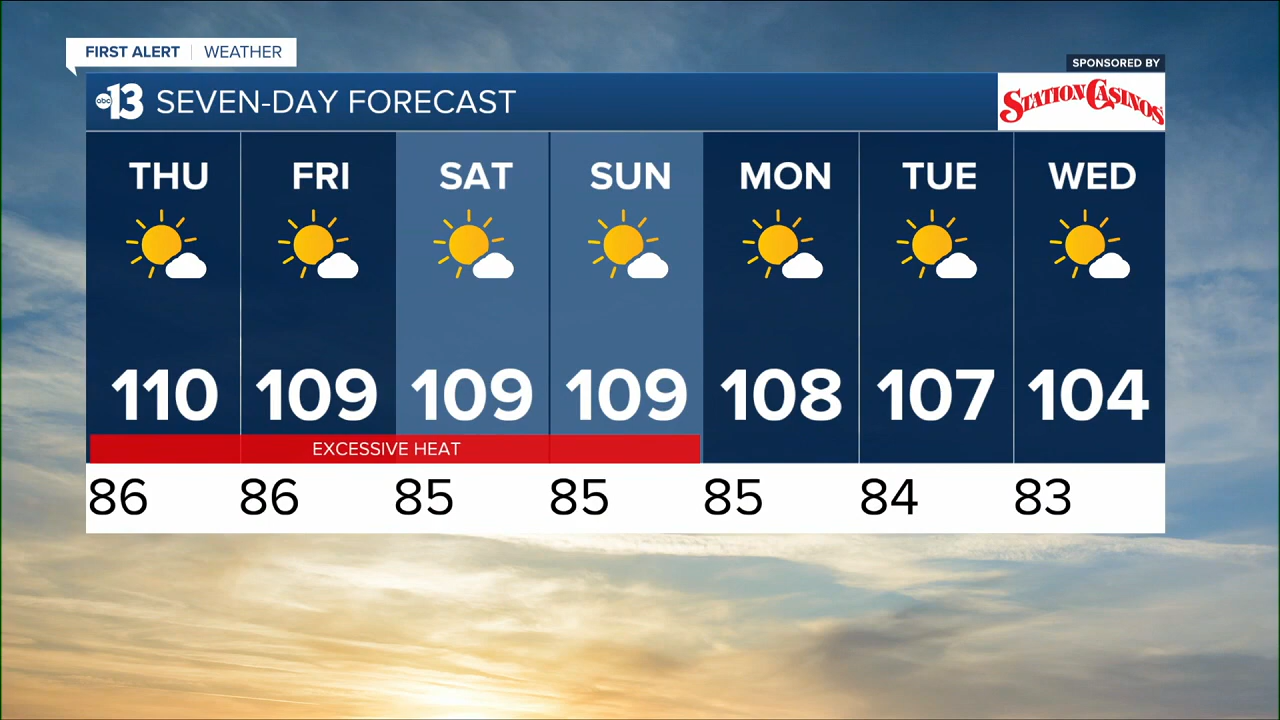 FIRST ALERT | WEATHER
SPONSORED BY
abc 13 SEVEN-DAY FORECAST
STATION CASINOS
THU FRI SAT SUN MON TUE WED
110 109 109 109 108 107 104
EXCESSIVE HEAT
86 86 85 85 85 84 83